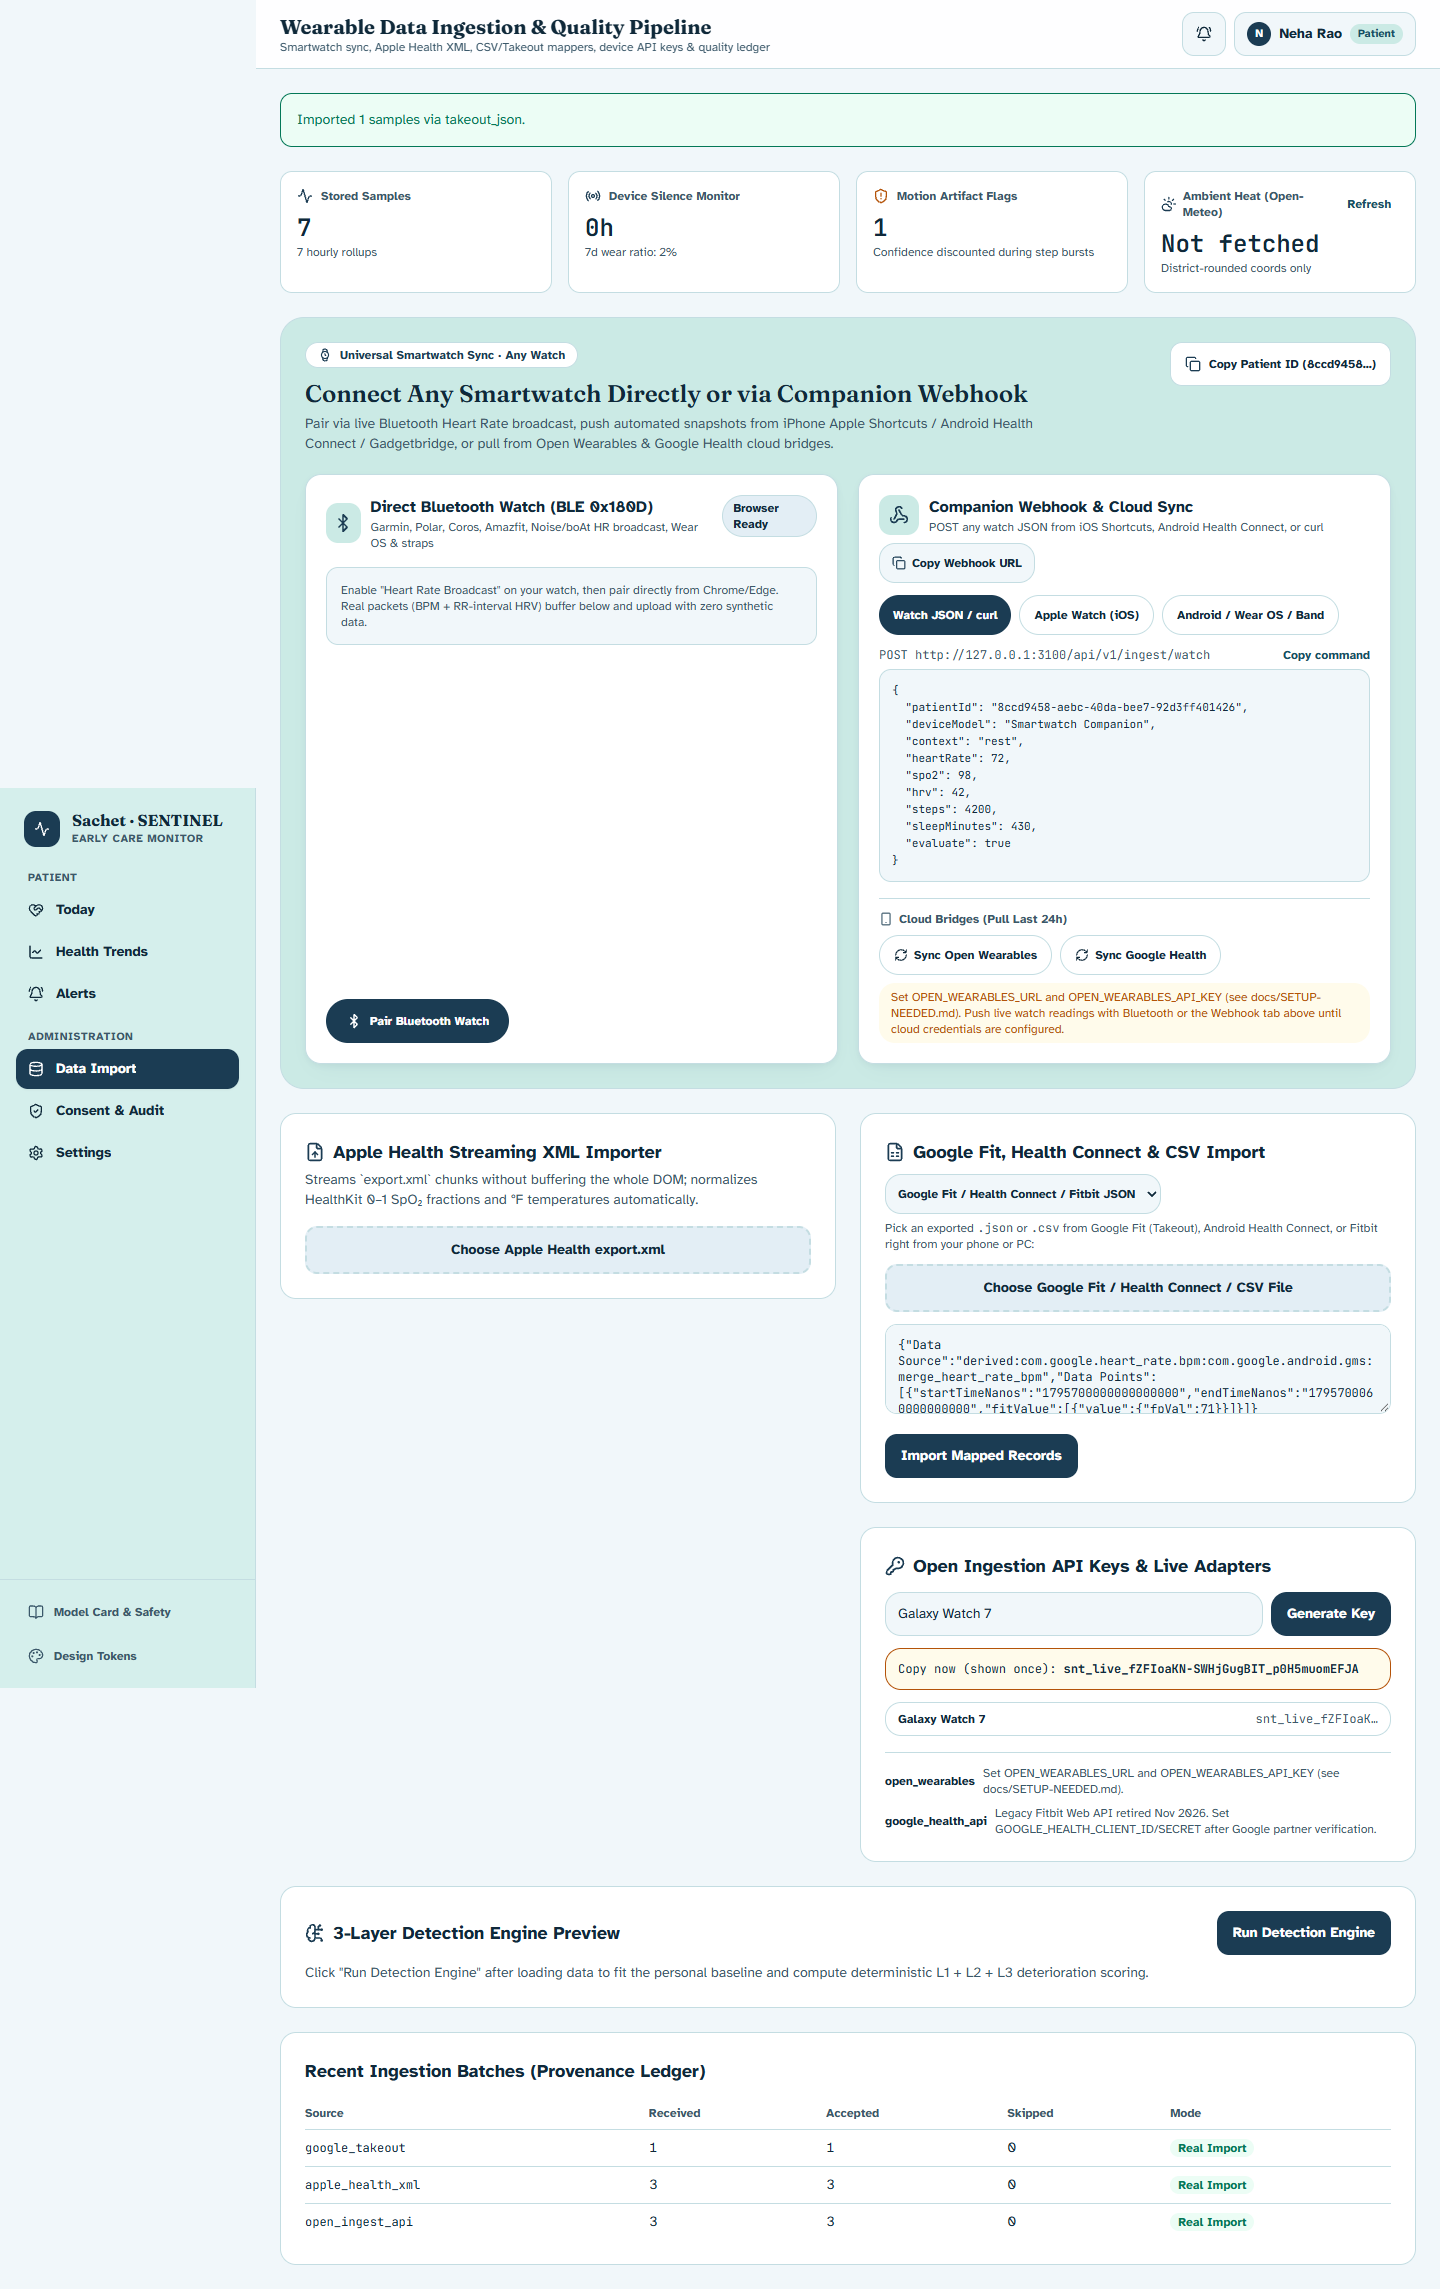 Wearable Data Ingestion & Quality Pipeline
Smartwatch sync, Apple Health XML, CSV/Takeout mappers, device API keys & quality ledger
N Neha Rao Patient
Imported 1 samples via takeout_json.
Stored Samples
7
7 hourly rollups
Device Silence Monitor
0h
7d wear ratio: 2%
Motion Artifact Flags
1
Confidence discounted during step bursts
Ambient Heat (Open-
Meteo)
Refresh
Not fetched
District-rounded coords only
Universal Smartwatch Sync · Any Watch
Copy Patient ID (8ccd9458…)
Connect Any Smartwatch Directly or via Companion Webhook
Pair via live Bluetooth Heart Rate broadcast, push automated snapshots from iPhone Apple Shortcuts / Android Health
Connect / Gadgetbridge, or pull from Open Wearables & Google Health cloud bridges.
Direct Bluetooth Watch (BLE 0x180D)
Garmin, Polar, Coros, Amazfit, Noise/boAt HR broadcast, Wear
OS & straps
Browser
Ready
Enable "Heart Rate Broadcast" on your watch, then pair directly from Chrome/Edge.
Real packets (BPM + RR-interval HRV) buffer below and upload with zero synthetic
data.
Pair Bluetooth Watch
Companion Webhook & Cloud Sync
POST any watch JSON from iOS Shortcuts, Android Health Connect, or curl
Copy Webhook URL
Watch JSON / curl
Apple Watch (iOS)
Android / Wear OS / Band
POST http://127.0.0.1:3100/api/v1/ingest/watch
Copy command
{
"patientId": "8ccd9458-aebc-40da-bee7-92d3ff401426",
"deviceModel": "Smartwatch Companion",
"context": "rest",
"heartRate": 72,
"spo2": 98,
"hrv": 42,
"steps": 4200,
"sleepMinutes": 430,
"evaluate": true
}
Cloud Bridges (Pull Last 24h)
Sync Open Wearables
Sync Google Health
Set OPEN_WEARABLES_URL and OPEN_WEARABLES_API_KEY (see docs/SETUP-
NEEDED.md). Push live watch readings with Bluetooth or the Webhook tab above until
cloud credentials are configured.
Sachet · SENTINEL
EARLY CARE MONITOR
PATIENT
Today
Health Trends
Alerts
ADMINISTRATION
Data Import
Consent & Audit
Settings
Model Card & Safety
Design Tokens
Apple Health Streaming XML Importer
Streams `export.xml` chunks without buffering the whole DOM; normalizes
HealthKit 0–1 SpO₂ fractions and °F temperatures automatically.
Choose Apple Health export.xml
Google Fit, Health Connect & CSV Import
Google Fit / Health Connect / Fitbit JSON
Pick an exported .json or .csv from Google Fit (Takeout), Android Health Connect, or Fitbit
right from your phone or PC:
Choose Google Fit / Health Connect / CSV File
{"Data
Source":"derived:com.google.heart_rate.bpm:com.google.android.gms:
merge_heart_rate_bpm","Data Points":
[{"startTimeNanos":"1795700000000000000","endTimeNanos":"179570006
0000000000","fitValue":[{"value":{"fpVal":71}}]}]}
Import Mapped Records
Open Ingestion API Keys & Live Adapters
Galaxy Watch 7
Generate Key
Copy now (shown once): snt_live_fZFIoaKN-SWHjGugBIT_p0H5muomEFJA
Galaxy Watch 7
snt_live_fZFIoaK…
open_wearables
Set OPEN_WEARABLES_URL and OPEN_WEARABLES_API_KEY (see
docs/SETUP-NEEDED.md).
google_health_api
Legacy Fitbit Web API retired Nov 2026. Set
GOOGLE_HEALTH_CLIENT_ID/SECRET after Google partner verification.
3-Layer Detection Engine Preview
Run Detection Engine
Click "Run Detection Engine" after loading data to fit the personal baseline and compute deterministic L1 + L2 + L3 deterioration scoring.
Recent Ingestion Batches (Provenance Ledger)
Source Received Accepted Skipped Mode
google_takeout 1 1 0 Real Import
apple_health_xml 3 3 0 Real Import
open_ingest_api 3 3 0 Real Import